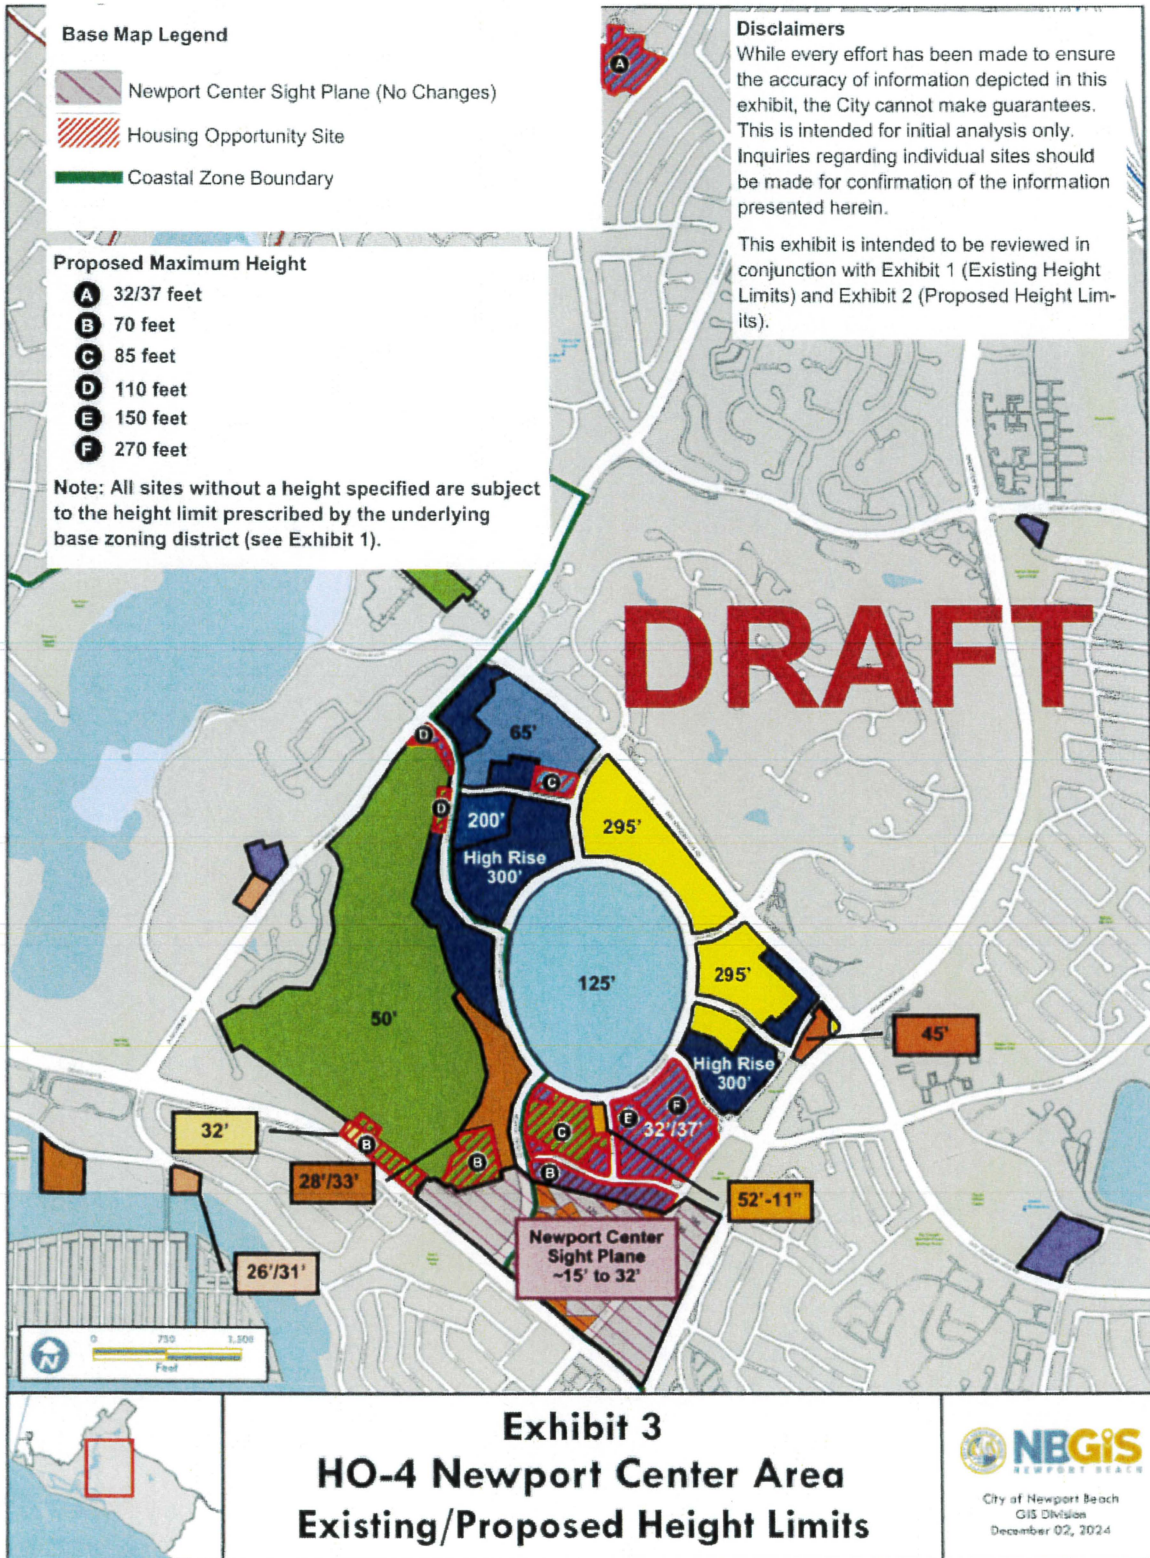 Base Map Legend
Newport Center Sight Plane (No Changes)
Housing Opportunity Site
Coastal Zone Boundary
Disclaimers
While every effort has been made to ensure
the accuracy of information depicted in this
exhibit, the City cannot make guarantees.
This is intended for initial analysis only.
Inquiries regarding individual sites should
be made for confirmation of the information
presented herein.
This exhibit is intended to be reviewed in
conjunction with Exhibit 1 (Existing Height
Limits) and Exhibit 2 (Proposed Height Lim-
its).
A
Proposed Maximum Height
A 32/37 feet
B 70 feet
C 85 feet
D 110 feet
E 150 feet
F 270 feet
Note: All sites without a height specified are subject
to the height limit prescribed by the underlying
base zoning district (see Exhibit 1).
DRAFT
D
65'
C
D
200'
295'
High Rise
300'
125'
295'
50'
45'
High Rise
300'
F
E
32'/37'
C
32'
B
B
B
28'/33'
52'-11"
Newport Center
Sight Plane
~15' to 32'
26'/31'
N
0 750 1,500
Feet
Exhibit 3
HO-4 Newport Center Area
Existing/Proposed Height Limits
NBGIS
NEWPORT BEACH
City of Newport Beach
GIS Division
December 02, 2024